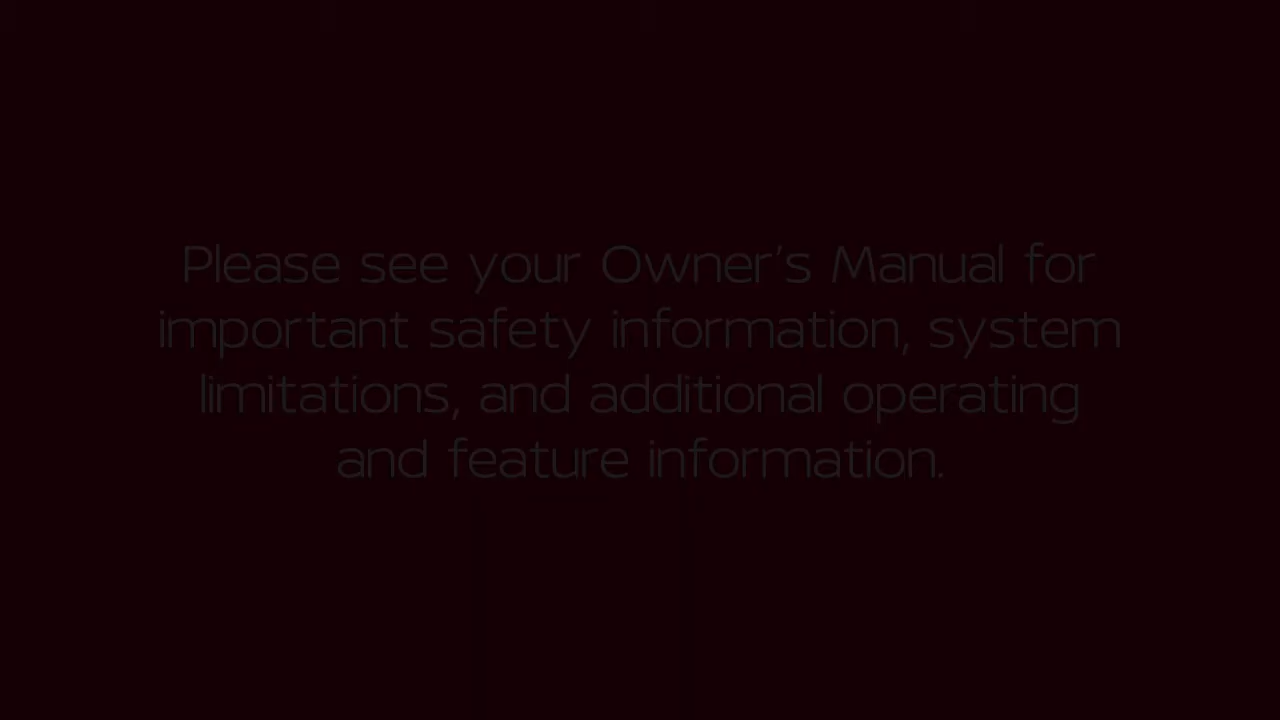 Please see your Owner’s Manual for
important safety information, system
limitations, and additional operating
and feature information.